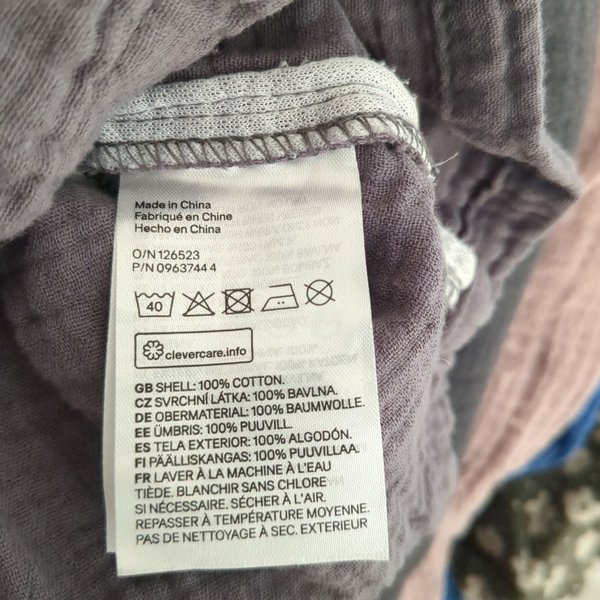 Made in China
Fabriqué en Chine
Hecho en China
O/N 126523
P/N 0963744 4
40
clevercare.info
GB SHELL: 100% COTTON.
CZ SVRCHNÍ LÁTKA: 100% BAVLNA.
DE OBERMATERIAL: 100% BAUMWOLLE.
EE ÜMBRIS: 100% PUUVILL.
ES TELA EXTERIOR: 100% ALGODÓN.
FI PÄÄLLISKANGAS: 100% PUUVILLAA.
FR LAVER À LA MACHINE À L'EAU
TIÈDE. BLANCHIR SANS CHLORE
SI NÉCESSAIRE. SÉCHER À L'AIR.
REPASSER À TEMPÉRATURE MOYENNE.
PAS DE NETTOYAGE À SEC. EXTERIEUR